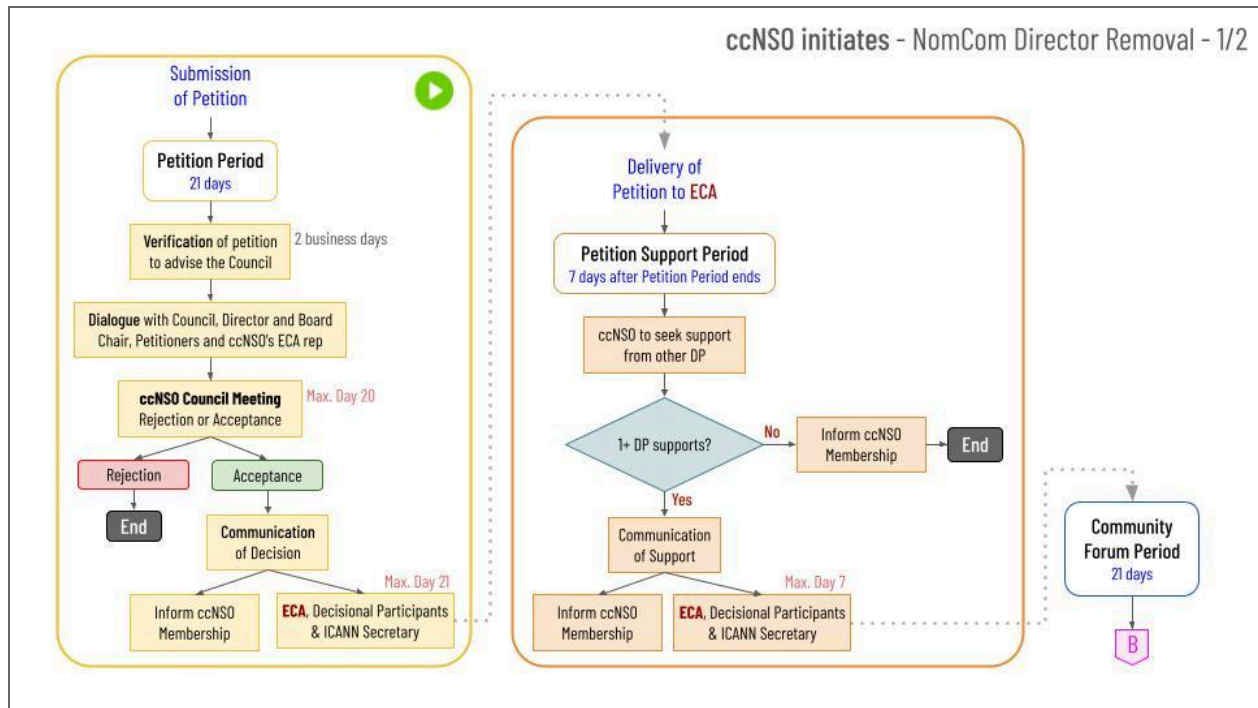 ccNSO initiates - NomCom Director Removal - 1/2
Submission
of Petition
Petition Period
21 days
Verification of petition
to advise the Council
2 business days
Dialogue with Council, Director and Board
Chair, Petitioners and ccNSO's ECA rep
ccNSO Council Meeting
Rejection or Acceptance
Max. Day 20
Rejection
Acceptance
End
Communication
of Decision
Max. Day 21
Inform ccNSO
Membership
ECA, Decisional Participants
& ICANN Secretary
Delivery of
Petition to ECA
Petition Support Period
7 days after Petition Period ends
ccNSO to seek support
from other DP
1+ DP supports?
No
Inform ccNSO
Membership
End
Yes
Communication
of Support
Max. Day 7
Inform ccNSO
Membership
ECA, Decisional Participants
& ICANN Secretary
Community
Forum Period
21 days
B